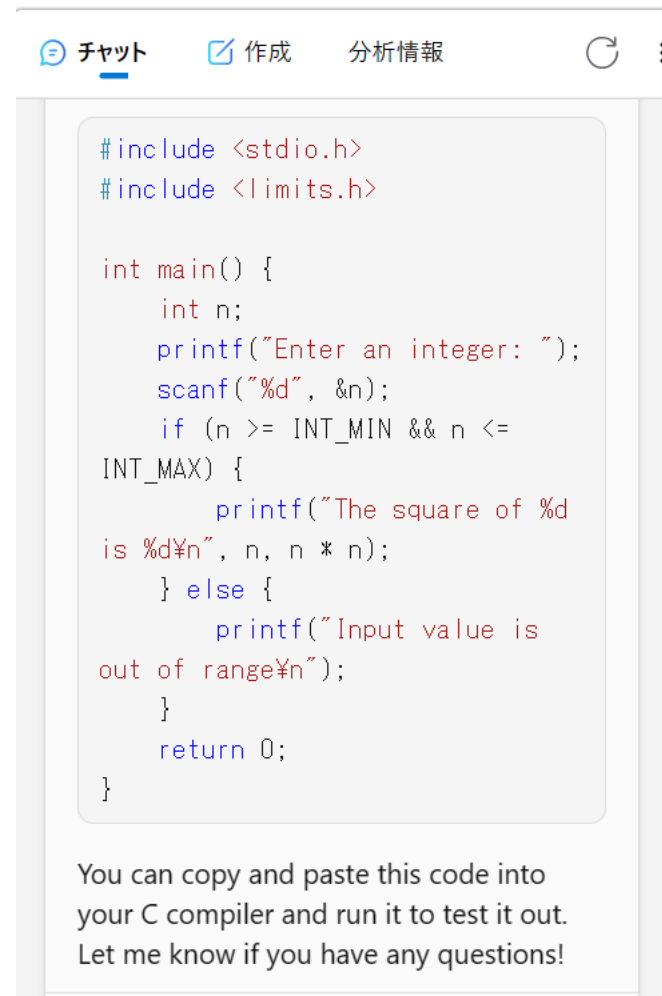 チャット 作成 分析情報
#include <stdio.h>
#include <limits.h>
int main() {
    int n;
    printf("Enter an integer: ");
    scanf("%d", &n);
    if (n >= INT_MIN && n <=
INT_MAX) {
        printf("The square of %d
is %d¥n", n, n * n);
    } else {
        printf("Input value is
out of range¥n");
    }
    return 0;
}
You can copy and paste this code into
your C compiler and run it to test it out.
Let me know if you have any questions!